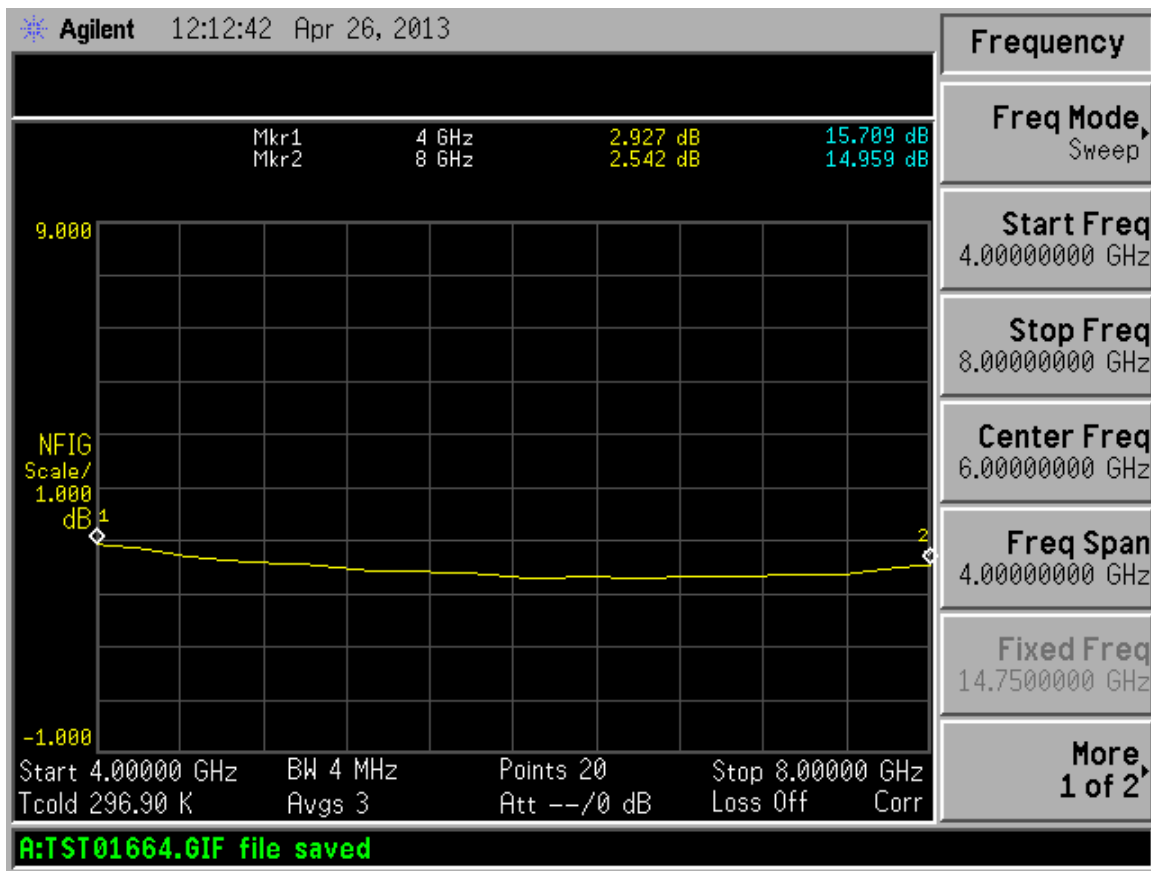 Agilent 12:12:42 Apr 26, 2013
Mkr1 4 GHz 2.927 dB 15.709 dB
Mkr2 8 GHz 2.542 dB 14.959 dB
9.000
NFIG
Scale/
1.000
dB
1
2
-1.000
Start 4.00000 GHz BW 4 MHz Points 20 Stop 8.00000 GHz
Tcold 296.90 K Avgs 3 Att --/0 dB Loss Off Corr
A:TST01664.GIF file saved
Frequency
Freq Mode
Sweep
Start Freq
4.00000000 GHz
Stop Freq
8.00000000 GHz
Center Freq
6.00000000 GHz
Freq Span
4.00000000 GHz
Fixed Freq
14.7500000 GHz
More
1 of 2